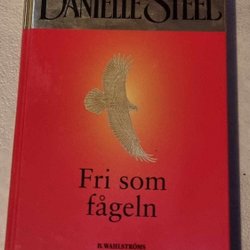 DANIELLE STEEL
Fri som
fågeln
B. WAHLSTRÖMS